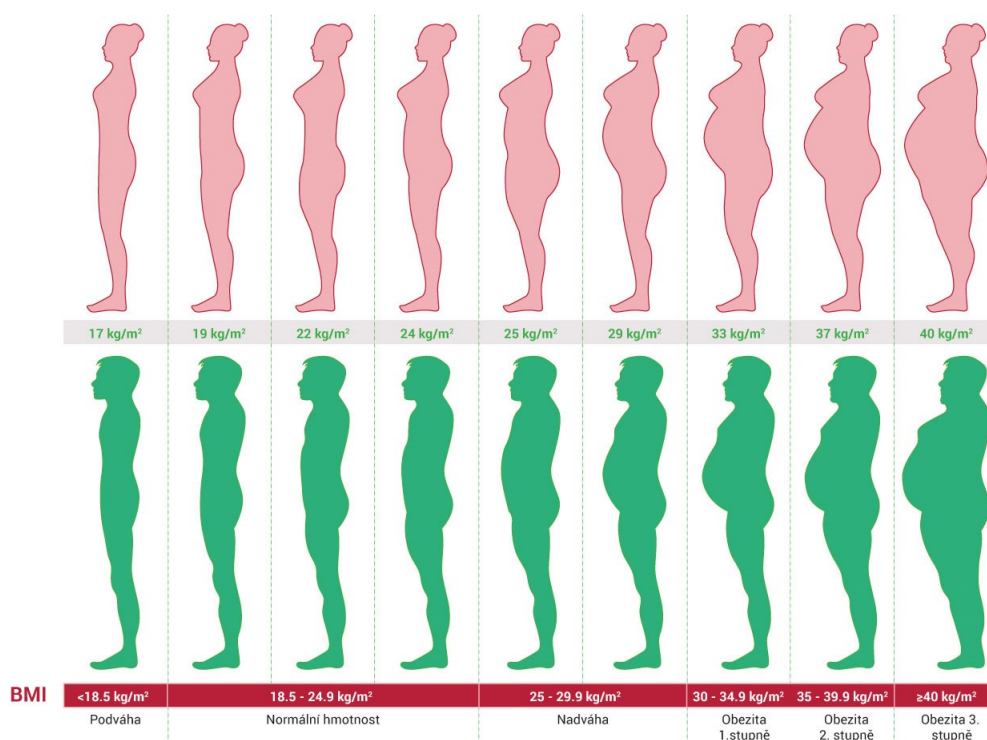 17 kg/m²
19 kg/m²
22 kg/m²
24 kg/m²
25 kg/m²
29 kg/m²
33 kg/m²
37 kg/m²
40 kg/m²
BMI
<18.5 kg/m²
18.5 - 24.9 kg/m²
25 - 29.9 kg/m²
30 - 34.9 kg/m²
35 - 39.9 kg/m²
≥40 kg/m²
Podváha
Normální hmotnost
Nadváha
Obezita
1.stupně
Obezita
2. stupně
Obezita 3.
stupně